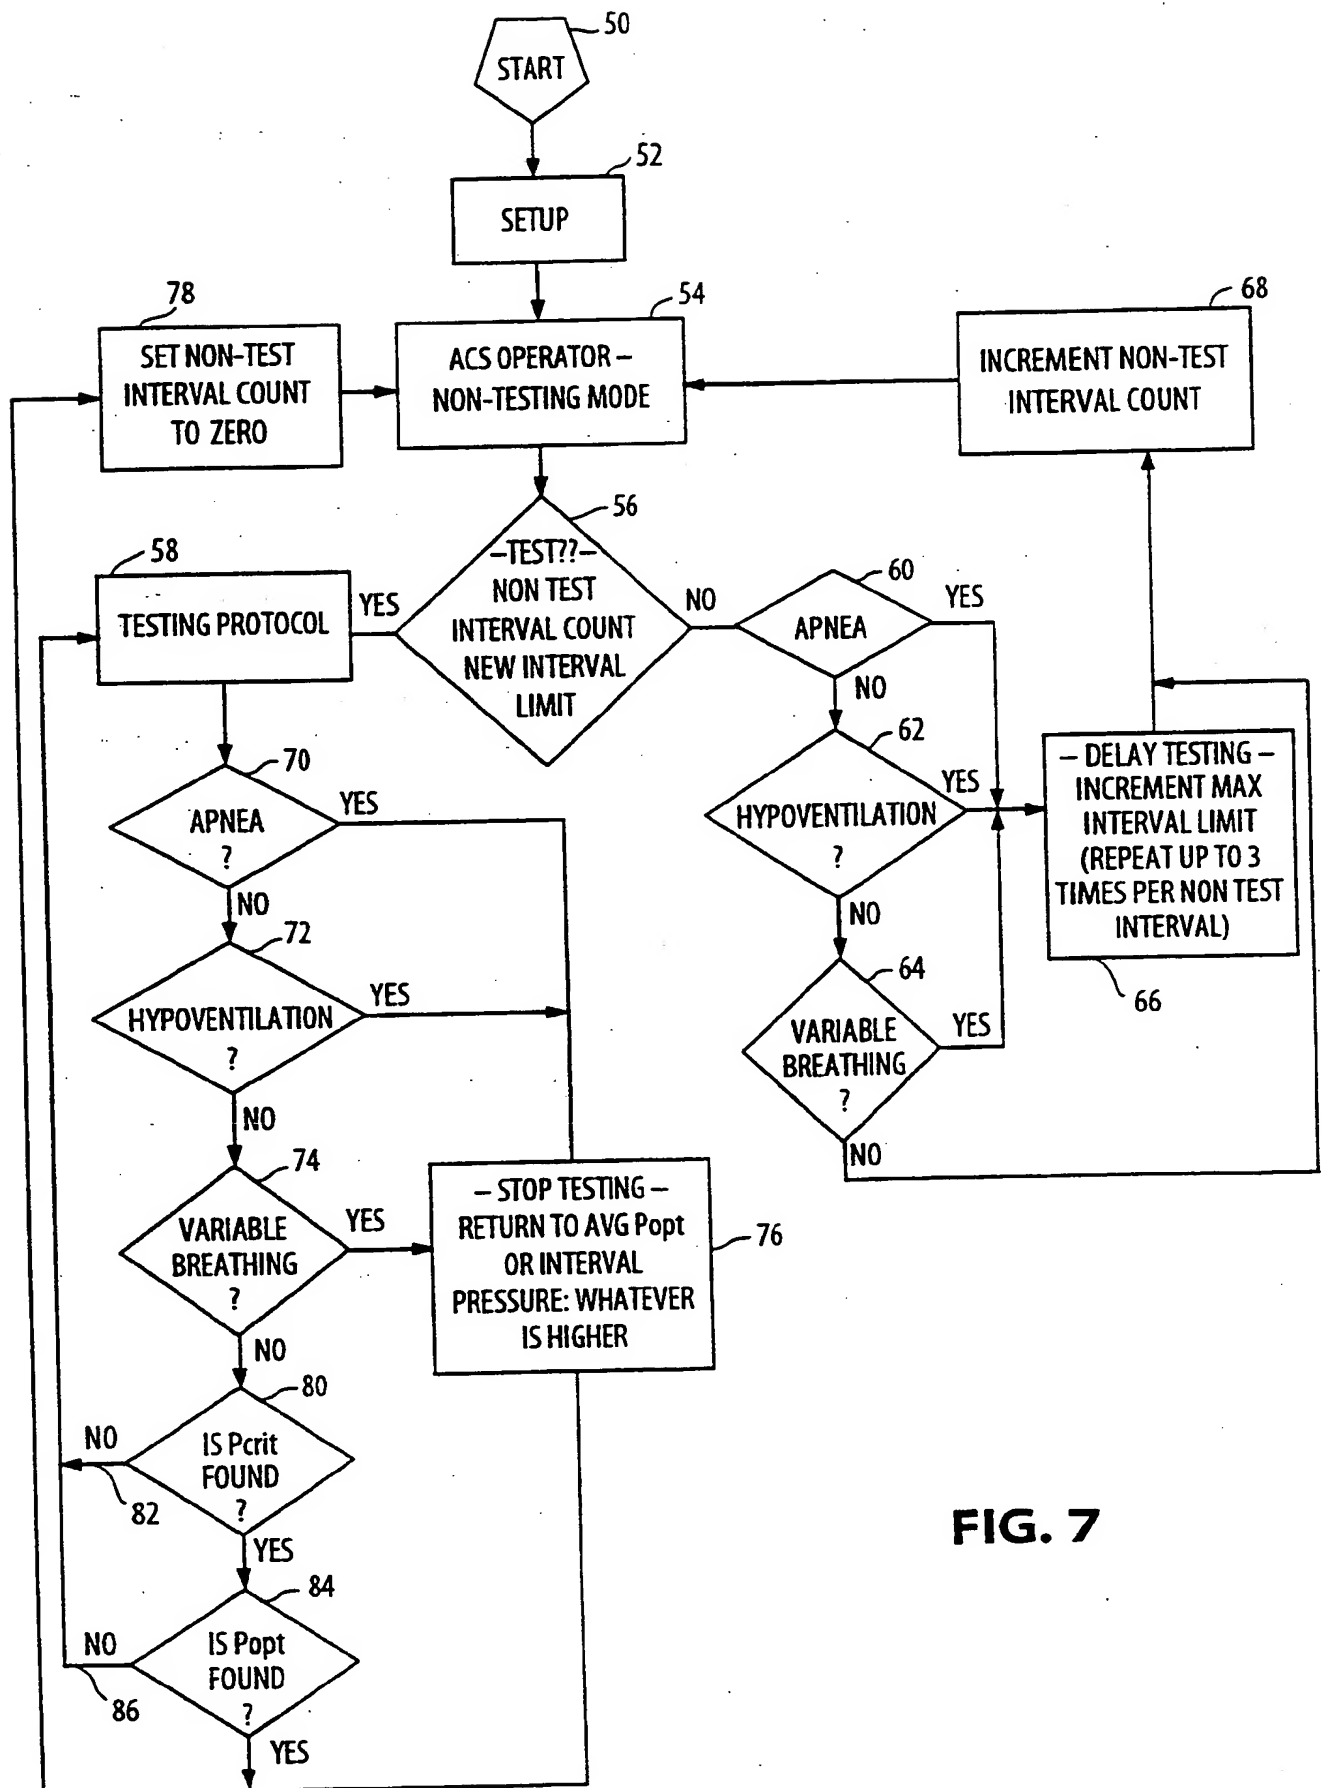 50
START
52
SETUP
78
SET NON-TEST
INTERVAL COUNT
TO ZERO
54
ACS OPERATOR –
NON-TESTING MODE
68
INCREMENT NON-TEST
INTERVAL COUNT
56
–TEST??–
NON TEST
INTERVAL COUNT
NEW INTERVAL
LIMIT
YES
NO
58
TESTING PROTOCOL
60
APNEA
YES
NO
62
HYPOVENTILATION
?
YES
NO
64
VARIABLE
BREATHING
?
YES
NO
– DELAY TESTING –
INCREMENT MAX
INTERVAL LIMIT
(REPEAT UP TO 3
TIMES PER NON TEST
INTERVAL)
66
70
APNEA
?
YES
NO
72
HYPOVENTILATION
?
YES
NO
74
VARIABLE
BREATHING
?
YES
NO
– STOP TESTING –
RETURN TO AVG Popt
OR INTERVAL
PRESSURE: WHATEVER
IS HIGHER
76
80
IS Pcrit
FOUND
?
NO
82
YES
84
IS Popt
FOUND
?
NO
86
YES
FIG. 7